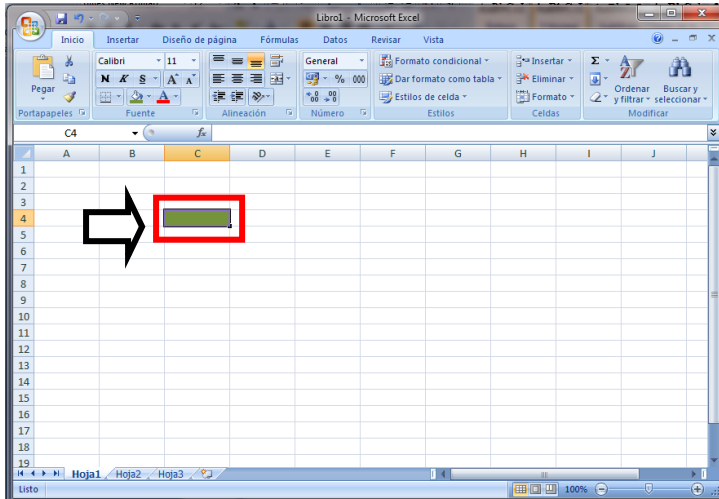 Libro1 - Microsoft Excel
Inicio Insertar Diseño de página Fórmulas Datos Revisar Vista
Calibri 11 General Formato condicional Insertar Σ
Pegar N K S A A % 000 Dar formato como tabla Eliminar Ordenar y filtrar Buscar y seleccionar
A Estilos de celda Formato
Portapapeles Fuente Alineación Número Estilos Celdas Modificar
C4 fx
A B C D E F G H I J
1
2
3
4
5
6
7
8
9
10
11
12
13
14
15
16
17
18
19
Hoja1 Hoja2 Hoja3
Listo 100%